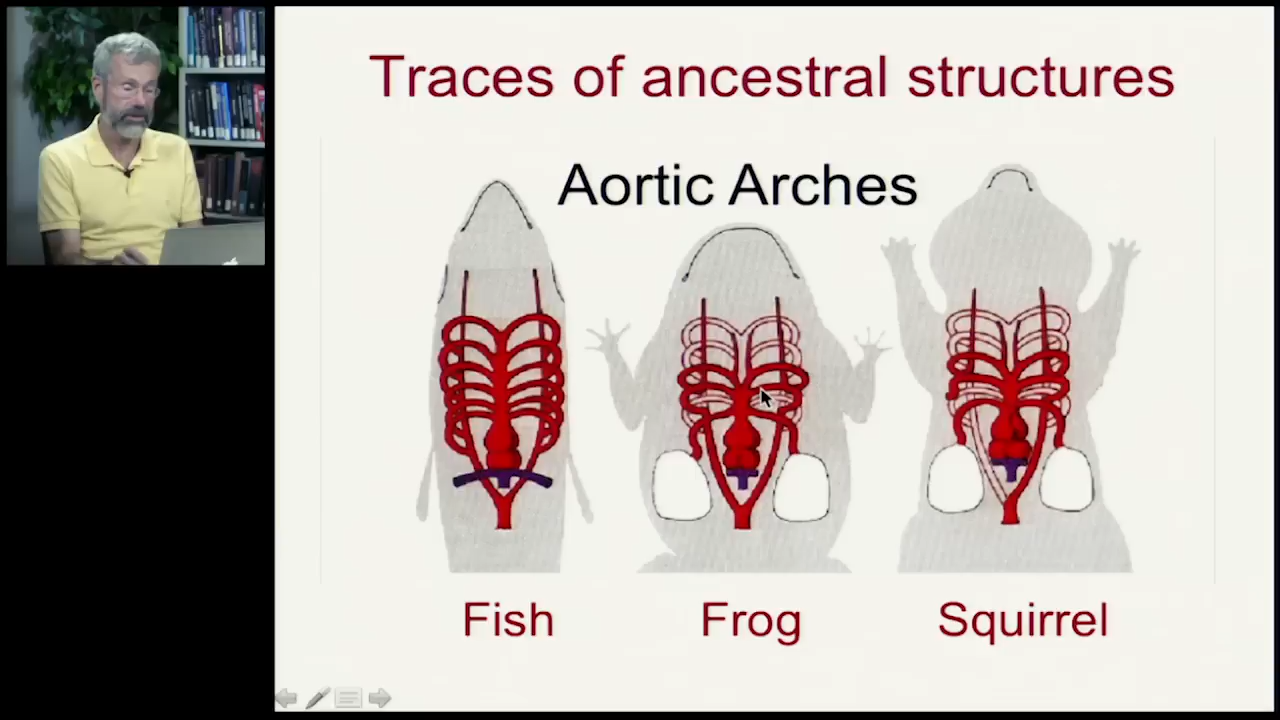 Traces of ancestral structures
Aortic Arches
Fish
Frog
Squirrel